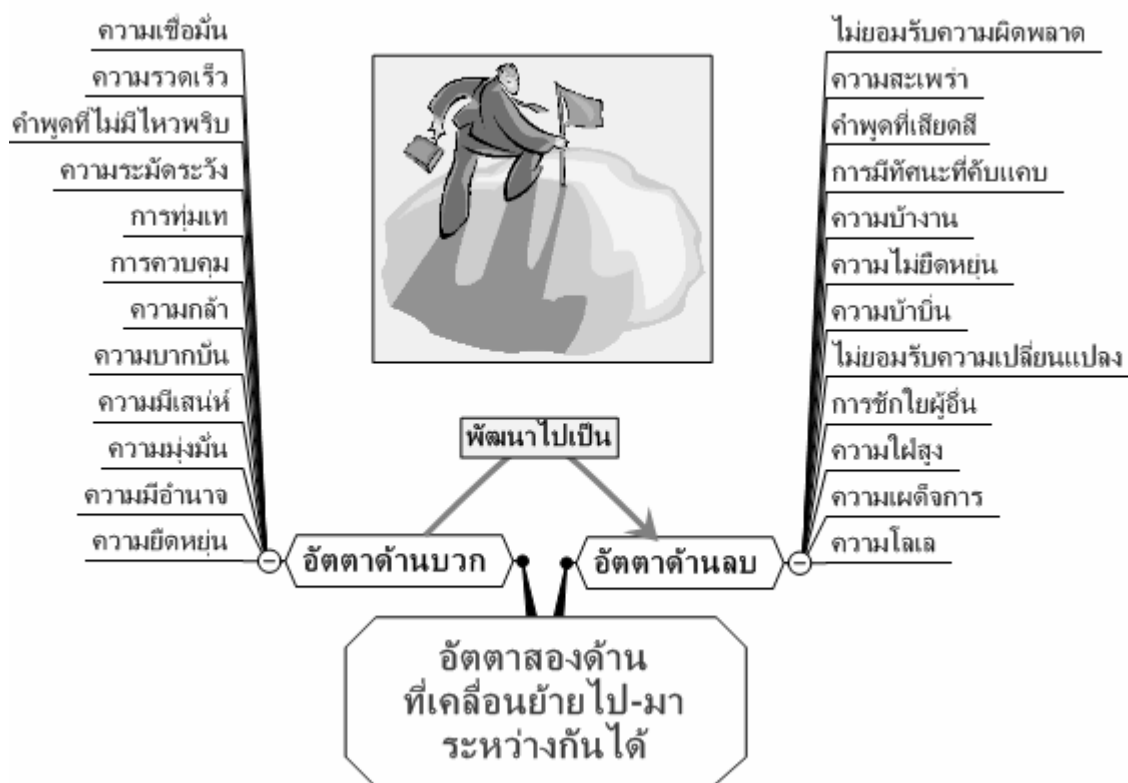 ความเชื่อมั่น
ความรวดเร็ว
คำพูดที่ไม่มีไหวพริบ
ความระมัดระวัง
การทุ่มเท
การควบคุม
ความกล้า
ความบากบั่น
ความมีเสน่ห์
ความมุ่งมั่น
ความมีอำนาจ
ความยืดหยุ่น
ไม่ยอมรับความผิดพลาด
ความสะเพร่า
คำพูดที่เสียดสี
การมีทัศนะที่คับแคบ
ความบ้างาน
ความไม่ยืดหยุ่น
ความบ้าบิ่น
ไม่ยอมรับความเปลี่ยนแปลง
การชักใยผู้อื่น
ความใฝ่สูง
ความเผด็จการ
ความโลเล
พัฒนาไปเป็น
อัตตาด้านบวก
อัตตาด้านลบ
อัตตาสองด้าน
ที่เคลื่อนย้ายไป-มา
ระหว่างกันได้